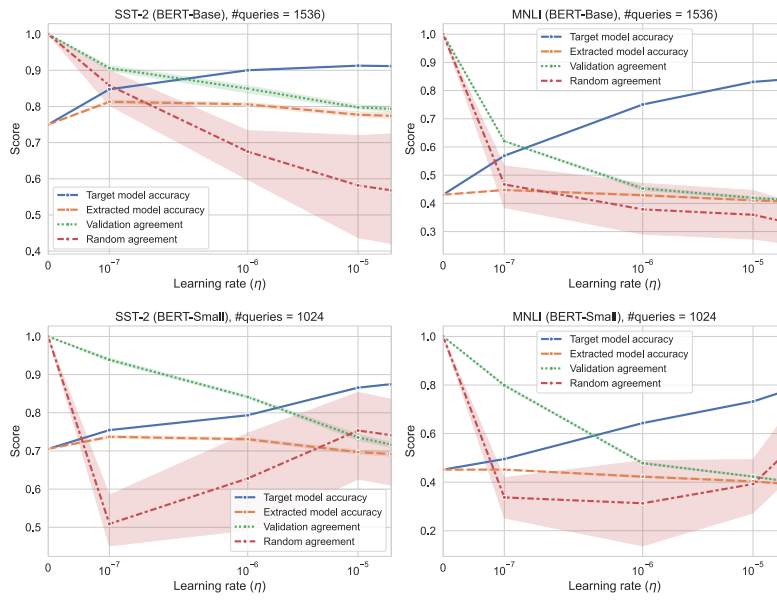 SST-2 (BERT-Base), #queries = 1536)
1.0
0.9
0.8
0.7
0.6
0.5
0.4
Score
Target model accuracy
Extracted model accuracy
Validation agreement
Random agreement
0
10⁻⁷
10⁻⁶
10⁻⁵
Learning rate (η)
MNLI (BERT-Base), #queries = 1536)
1.0
0.9
0.8
0.7
0.6
0.5
0.4
0.3
Score
Target model accuracy
Extracted model accuracy
Validation agreement
Random agreement
0
10⁻⁷
10⁻⁶
10⁻⁵
Learning rate (η)
SST-2 (BERT-Small), #queries = 1024
1.0
0.9
0.8
0.7
0.6
0.5
Score
Target model accuracy
Extracted model accuracy
Validation agreement
Random agreement
0
10⁻⁷
10⁻⁶
10⁻⁵
Learning rate (η)
MNLI (BERT-Small), #queries = 1024
1.0
0.8
0.6
0.4
0.2
Score
Target model accuracy
Extracted model accuracy
Validation agreement
Random agreement
0
10⁻⁷
10⁻⁶
10⁻⁵
Learning rate (η)